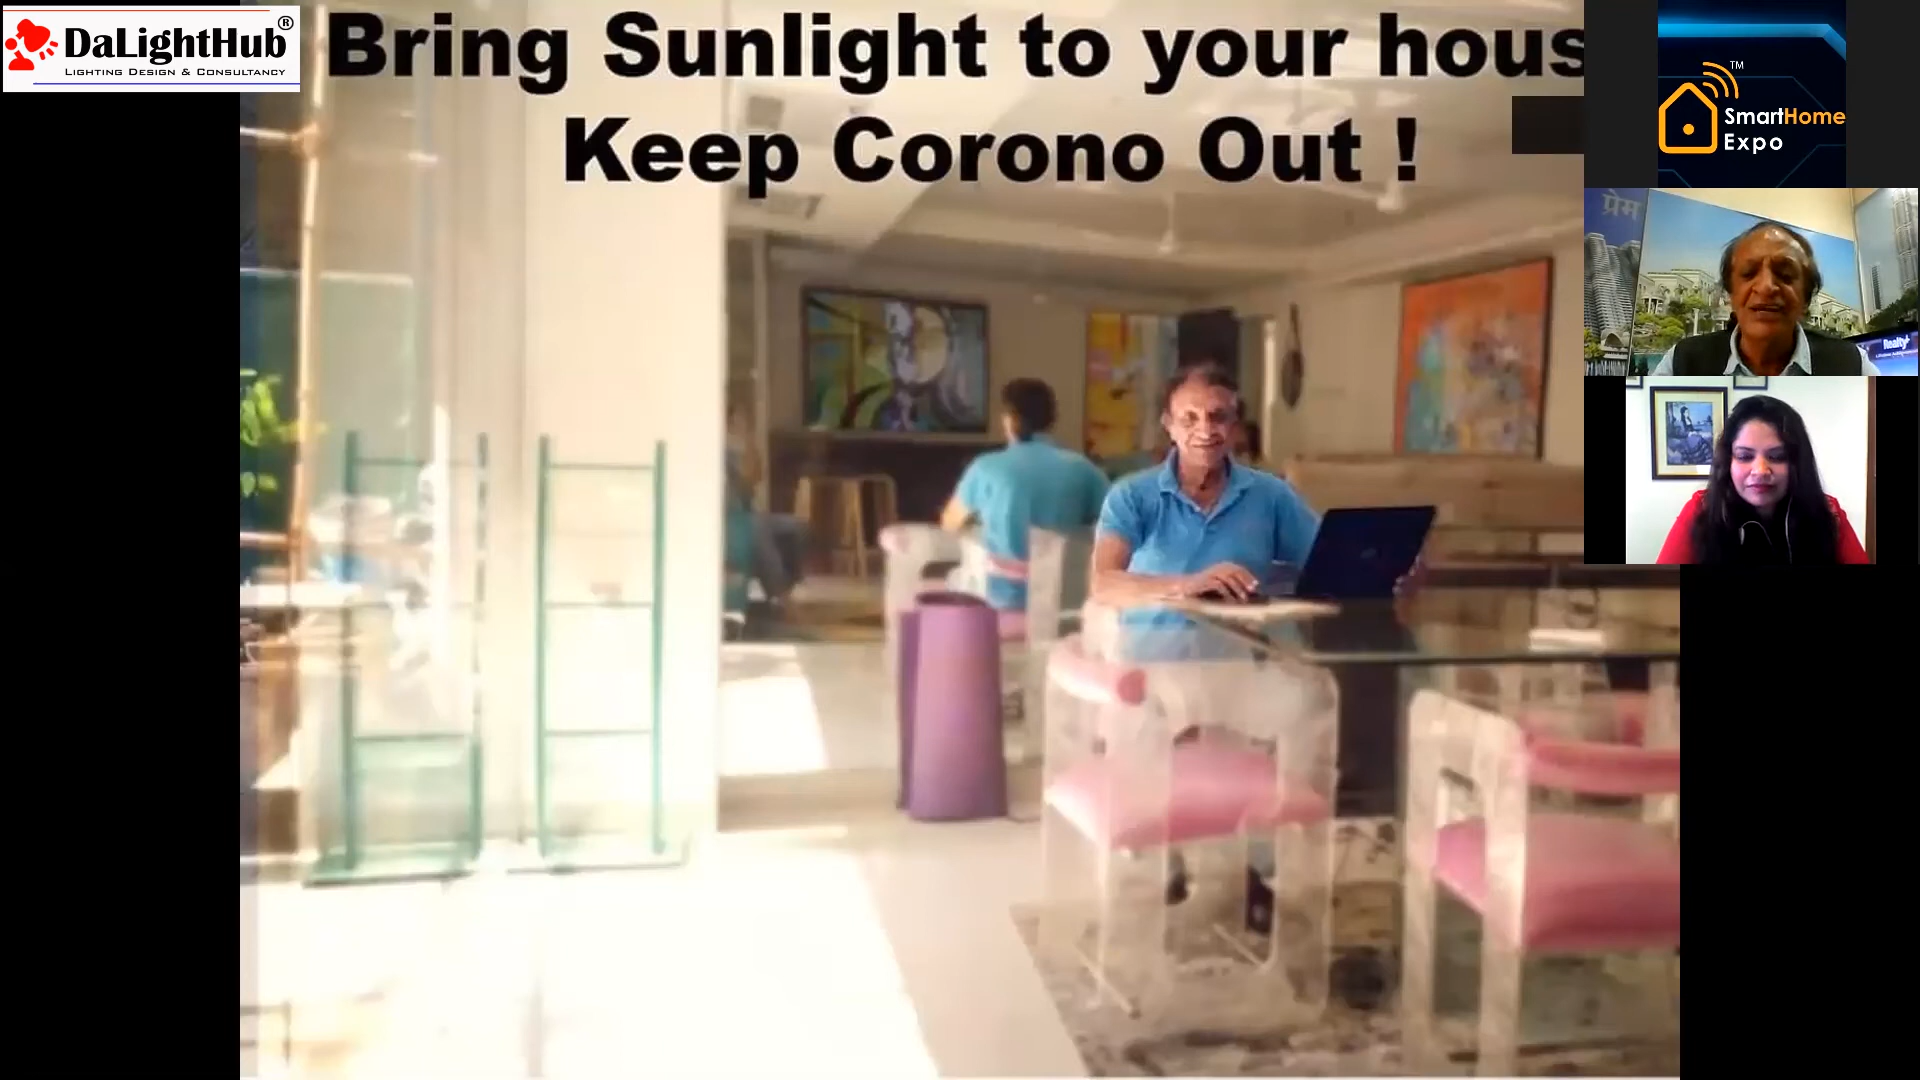 DaLightHub®
Lighting Design & Consultancy
Bring Sunlight to your hous
Keep Corono Out !
TM
SmartHome
Expo
प्रेम
Realty+